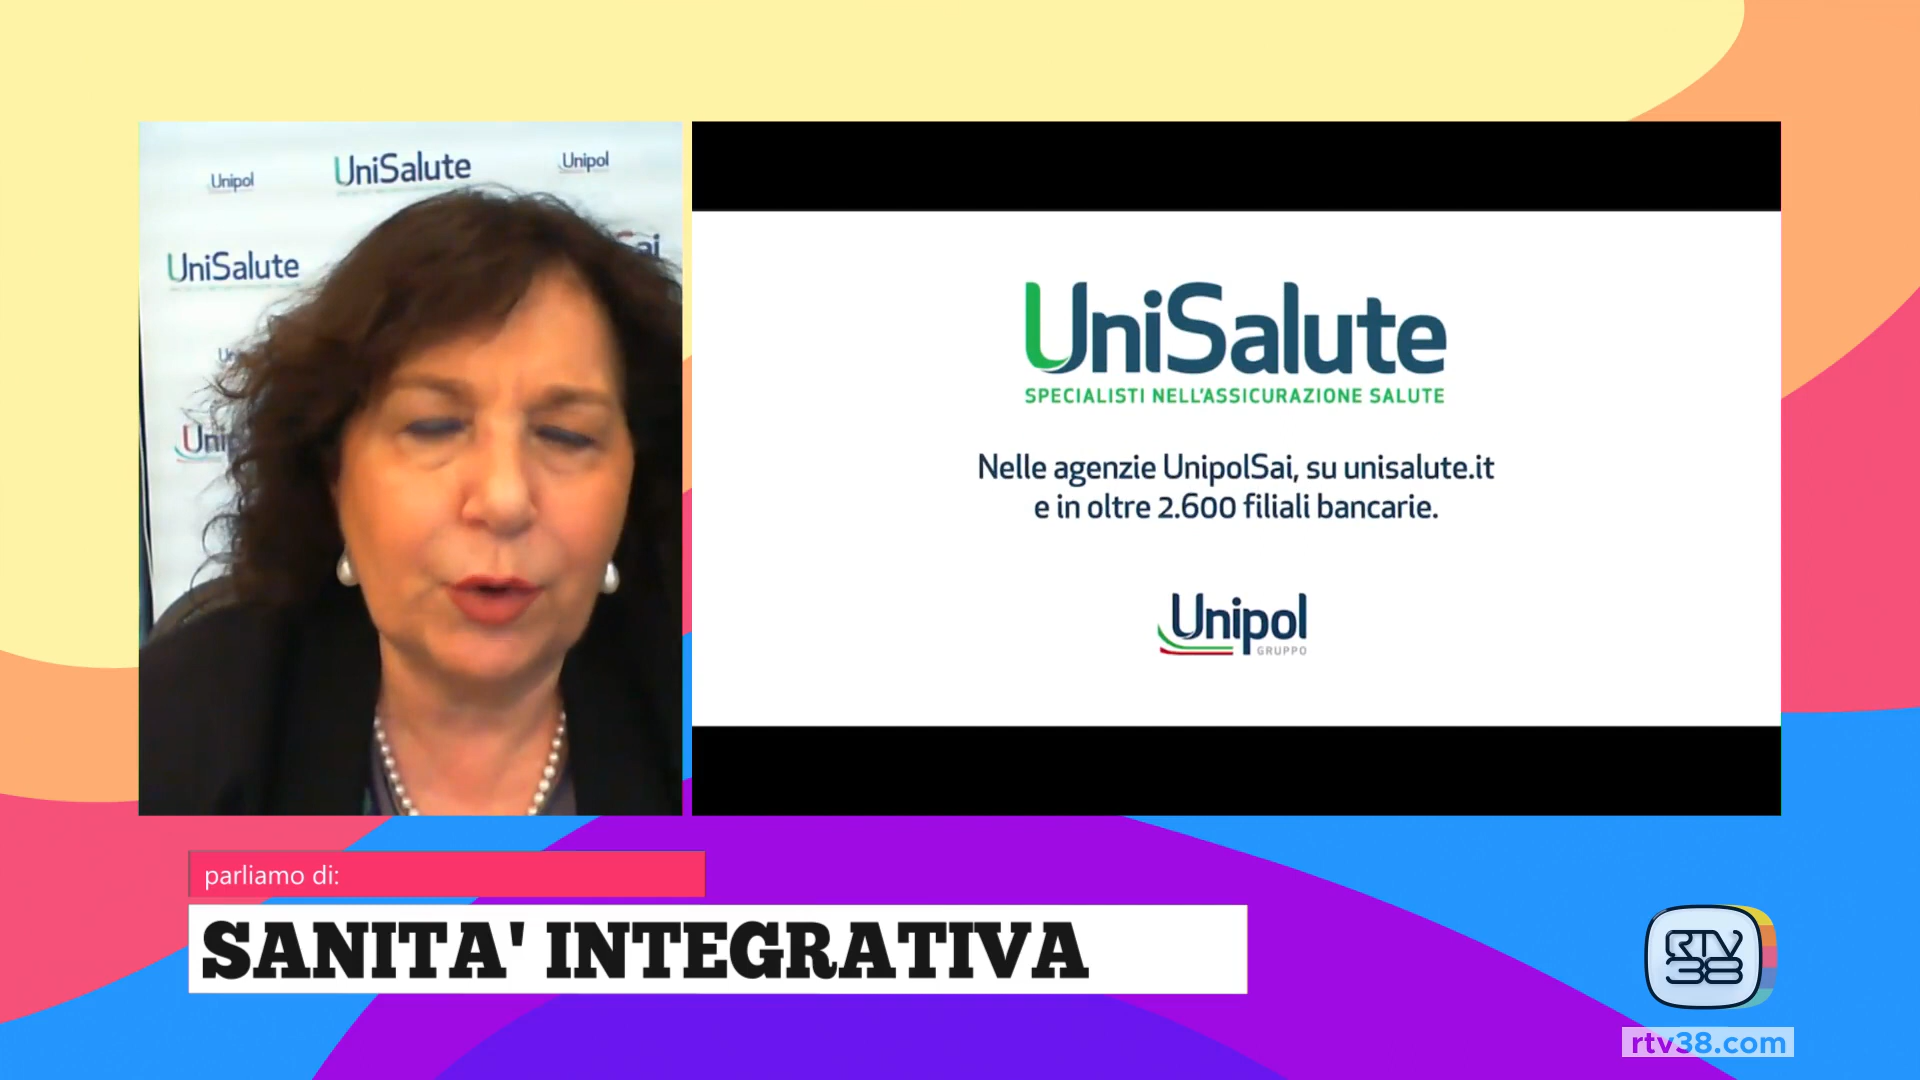 Unipol
UniSalute
Unipol
UniSalute
UniSalute
SPECIALISTI NELL'ASSICURAZIONE SALUTE
Nelle agenzie UnipolSai, su unisalute.it
e in oltre 2.600 filiali bancarie.
Unipol
GRUPPO
parliamo di:
SANITA' INTEGRATIVA
RTV
38
rtv38.com